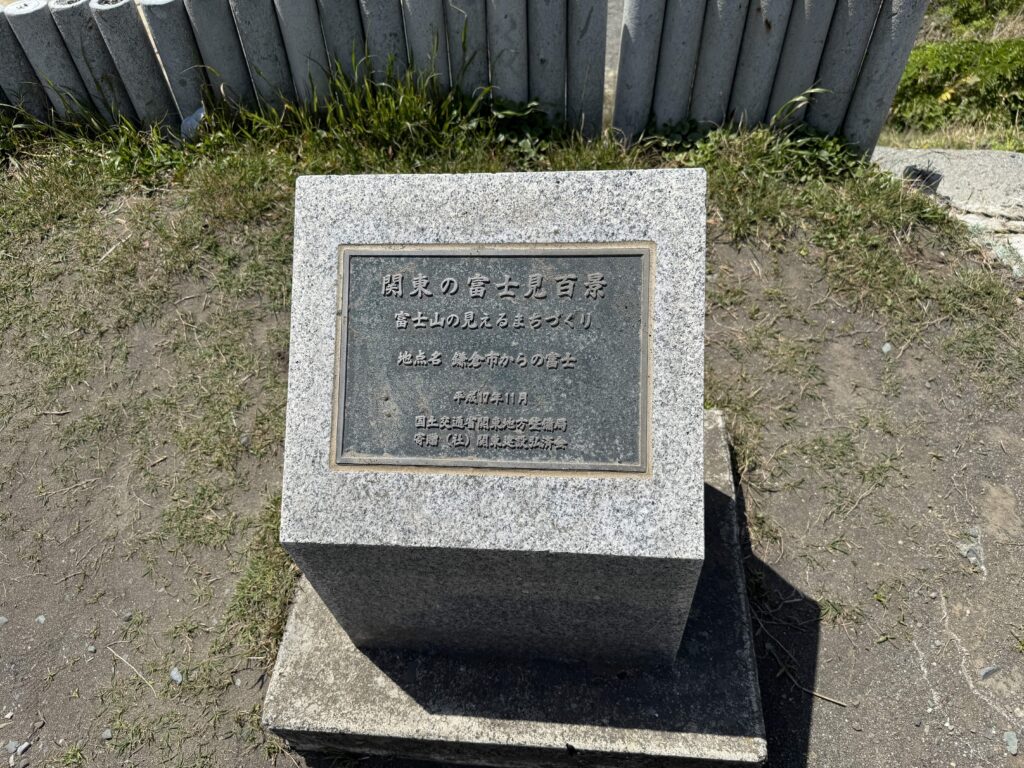 関東の富士見百景
富士山の見えるまちづくり
地点名 鎌倉市からの富士
平成17年11月
国土交通省関東地方整備局
寄贈（社）関東建設弘済会